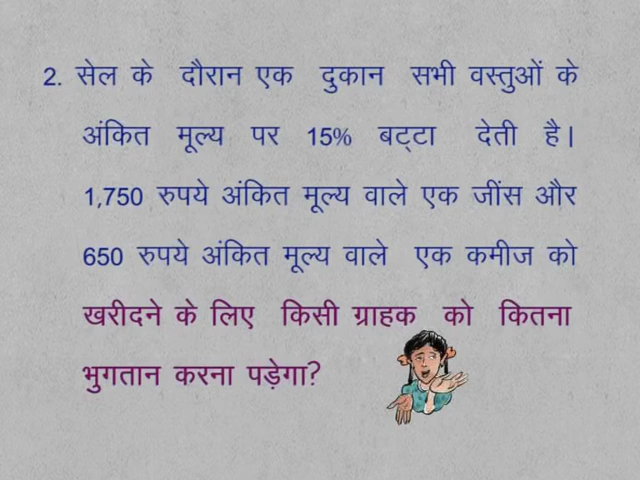 2. सेल के दौरान एक दुकान सभी वस्तुओं के
अंकित मूल्य पर 15% बट्टा देती है।
1,750 रुपये अंकित मूल्य वाले एक जींस और
650 रुपये अंकित मूल्य वाले एक कमीज को
खरीदने के लिए किसी ग्राहक को कितना
भुगतान करना पड़ेगा?